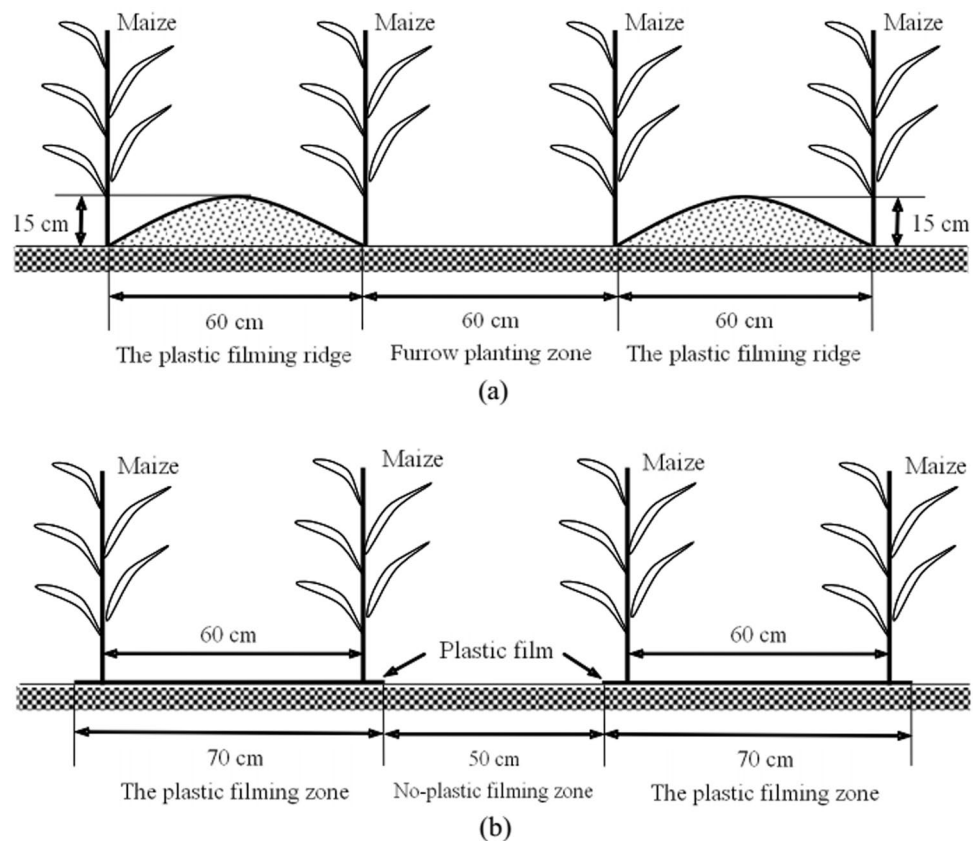 Maize Maize Maize Maize
15 cm 15 cm
60 cm 60 cm 60 cm
The plastic filming ridge Furrow planting zone The plastic filming ridge
(a)
Maize Maize Maize Maize
60 cm 60 cm
Plastic film
70 cm 50 cm 70 cm
The plastic filming zone No-plastic filming zone The plastic filming zone
(b)